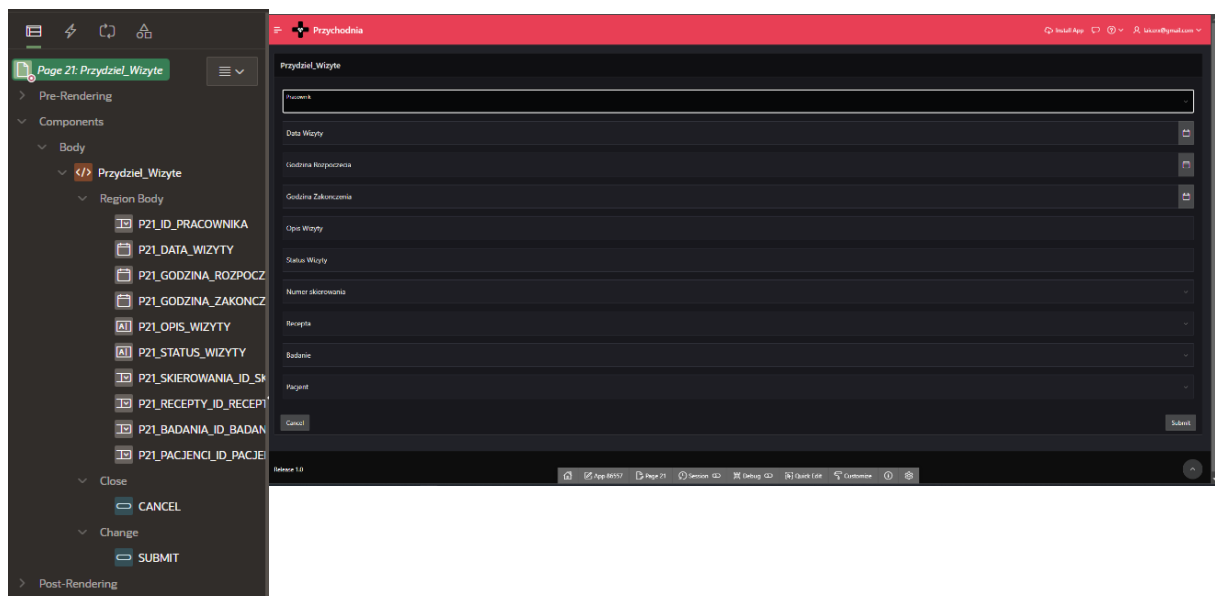 Page 21: Przydziel_Wizyte
Pre-Rendering
Components
Body
Przydziel_Wizyte
Region Body
P21_ID_PRACOWNIKA
P21_DATA_WIZYTY
P21_GODZINA_ROZPOCZ
P21_GODZINA_ZAKONCZ
P21_OPIS_WIZYTY
P21_STATUS_WIZYTY
P21_SKIEROWANIA_ID_SK
P21_RECEPTY_ID_RECEPT
P21_BADANIA_ID_BADAN
P21_PACJENCI_ID_PACJEI
Close
CANCEL
Change
SUBMIT
Post-Rendering
Przychodnia
Install App
Przydziel_Wizyte
Pracownik
Data Wizyty
Godzina Rozpoczecia
Godzina Zakonczenia
Opis Wizyty
Status Wizyty
Numer skierowania
Recepta
Badanie
Pacjent
Cancel
Submit
Release 1.0
App 86557
Page 21
Session
Debug
Quick Edit
Customize